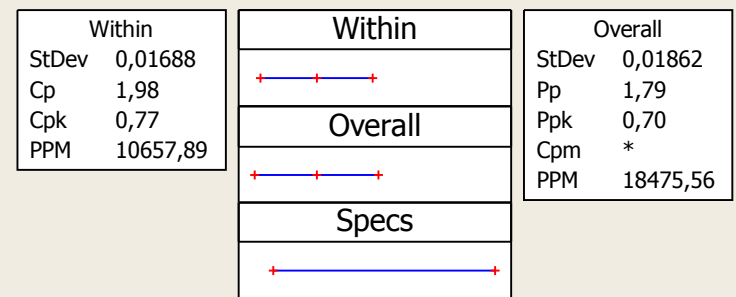 Within
StDev 0,01688
Cp 1,98
Cpk 0,77
PPM 10657,89
Within
Overall
Specs
Overall
StDev 0,01862
Pp 1,79
Ppk 0,70
Cpm *
PPM 18475,56